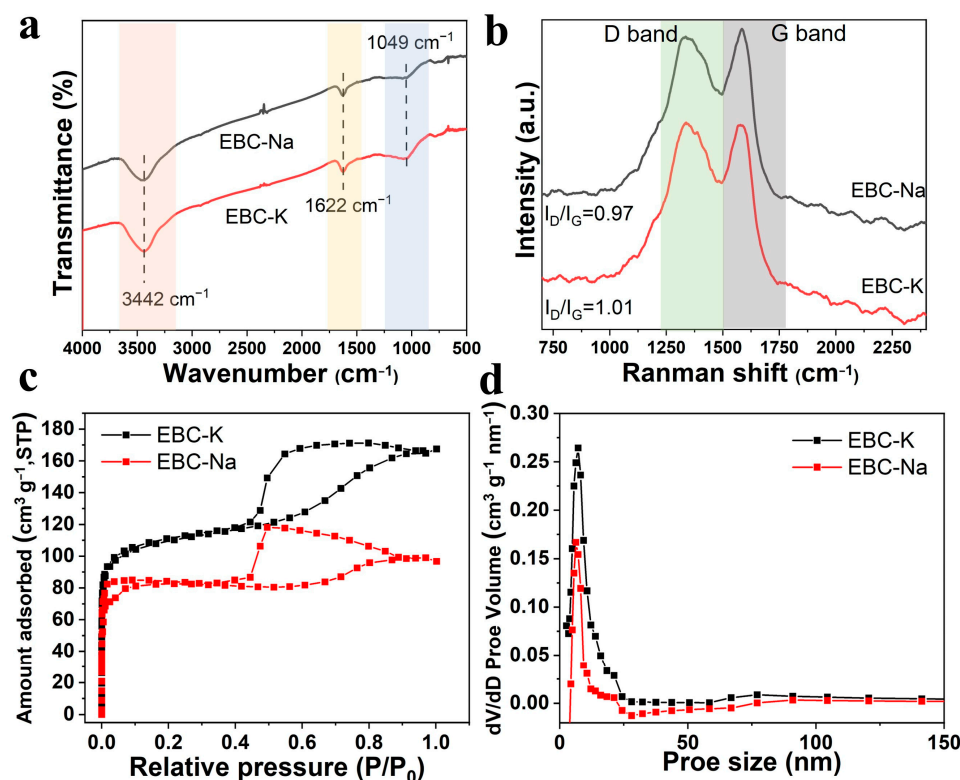 a
Transmittance (%)
1049 cm⁻¹
EBC-Na
EBC-K
1622 cm⁻¹
3442 cm⁻¹
4000 3500 3000 2500 2000 1500 1000 500
Wavenumber (cm⁻¹)
b
D band G band
Intensity (a.u.)
EBC-Na
I_D/I_G=0.97
EBC-K
I_D/I_G=1.01
750 1000 1250 1500 1750 2000 2250
Ranman shift (cm⁻¹)
c
Amount adsorbed (cm³ g⁻¹,STP)
EBC-K
EBC-Na
200
180
160
140
120
100
80
60
40
20
0
0.0 0.2 0.4 0.6 0.8 1.0
Relative pressure (P/P₀)
d
dV/dD Proe Volume (cm³ g⁻¹ nm⁻¹)
EBC-K
EBC-Na
0.30
0.25
0.20
0.15
0.10
0.05
0.00
0 50 100 150
Proe size (nm)